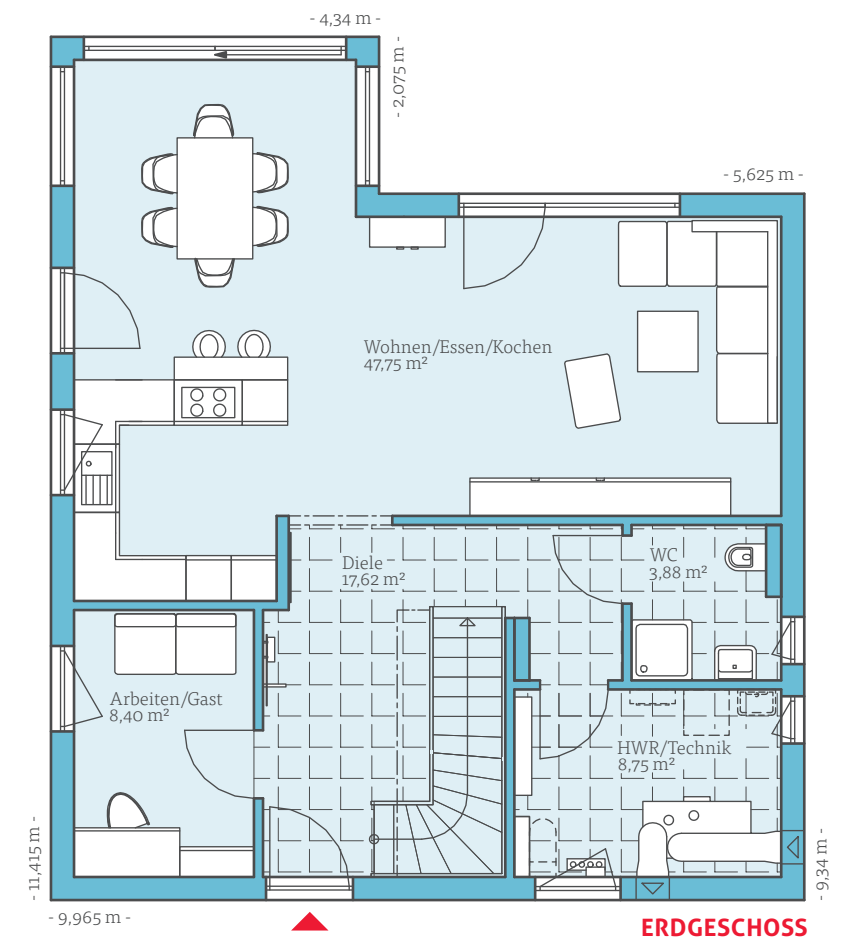 - 4,34 m -
- 2,075 m -
- 5,625 m -
Wohnen/Essen/Kochen
47,75 m²
Diele
17,62 m²
WC
3,88 m²
Arbeiten/Gast
8,40 m²
HWR/Technik
8,75 m²
- 11,415 m -
- 9,34 m -
- 9,965 m -
ERDGESCHOSS